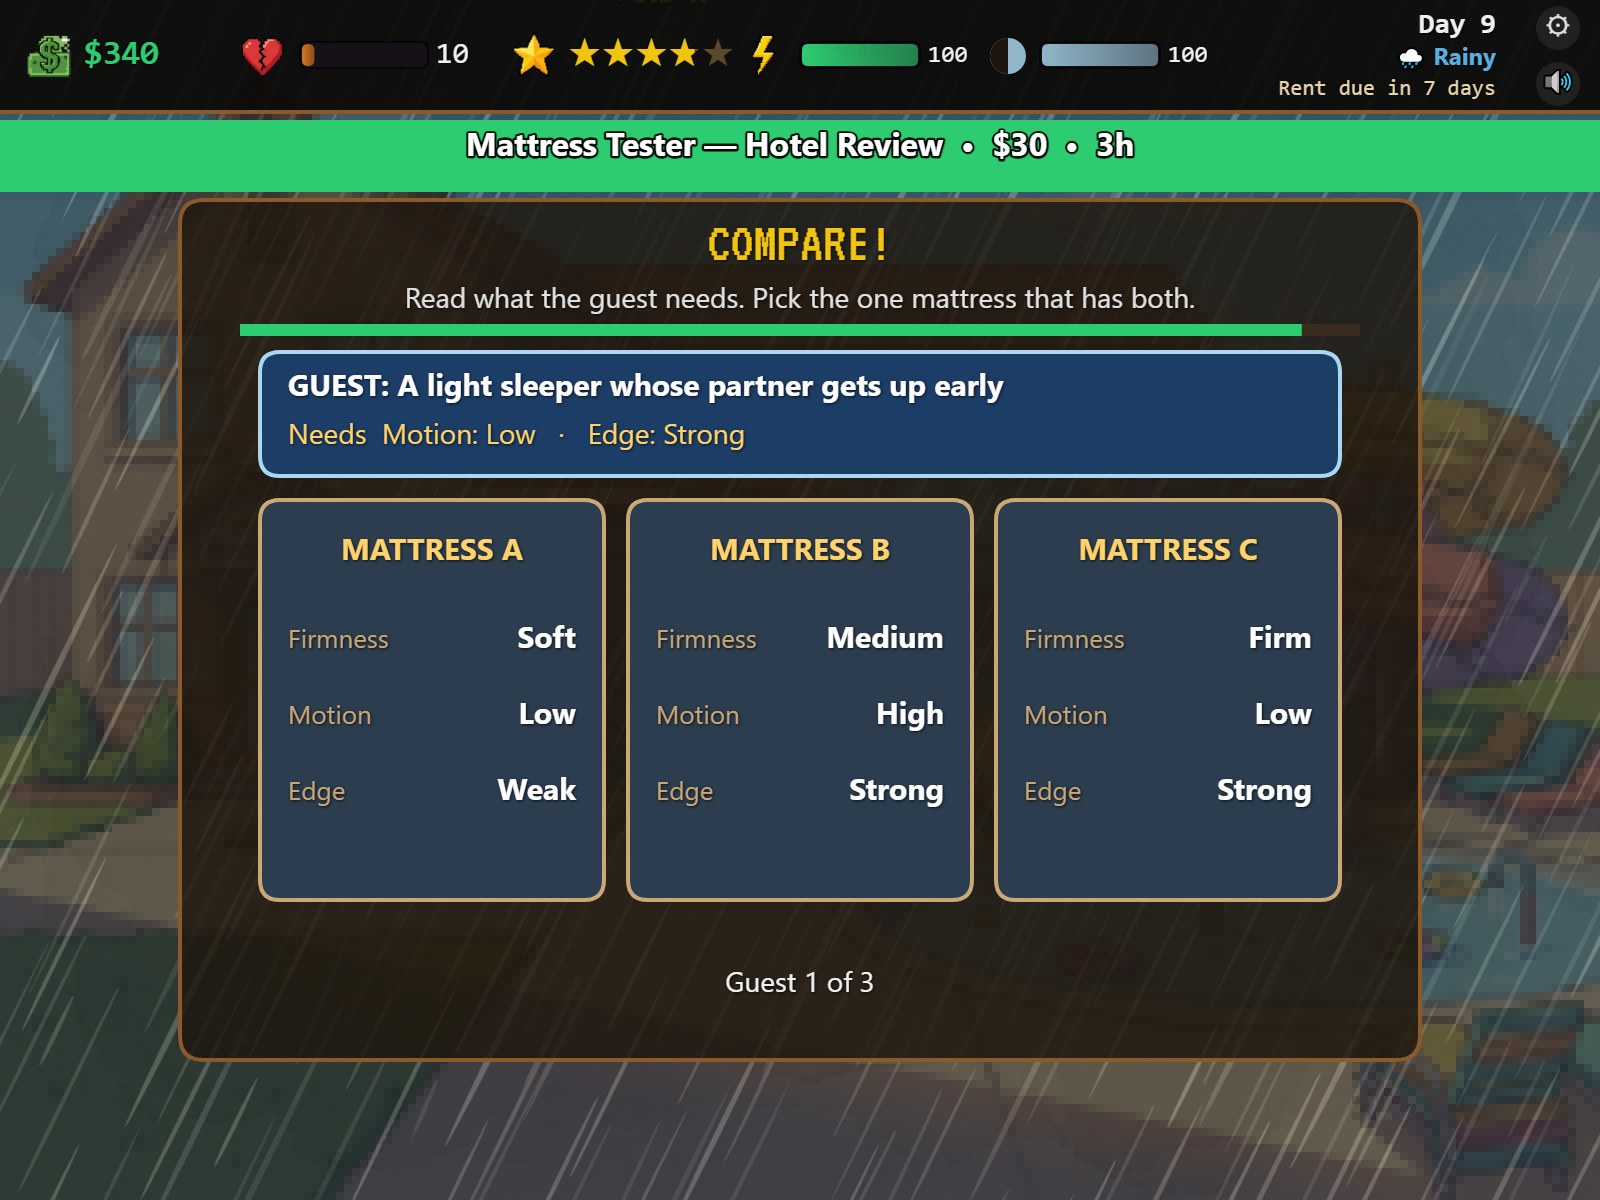 $340
10
100
100
Day 9
Rainy
Rent due in 7 days
Mattress Tester — Hotel Review • $30 • 3h
COMPARE!
Read what the guest needs. Pick the one mattress that has both.
GUEST: A light sleeper whose partner gets up early
Needs Motion: Low · Edge: Strong
MATTRESS A
Firmness Soft
Motion Low
Edge Weak
MATTRESS B
Firmness Medium
Motion High
Edge Strong
MATTRESS C
Firmness Firm
Motion Low
Edge Strong
Guest 1 of 3